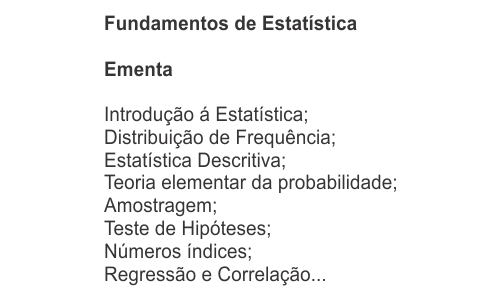 Fundamentos de Estatística
Ementa
Introdução á Estatística;
Distribuição de Frequência;
Estatística Descritiva;
Teoria elementar da probabilidade;
Amostragem;
Teste de Hipóteses;
Números índices;
Regressão e Correlação...